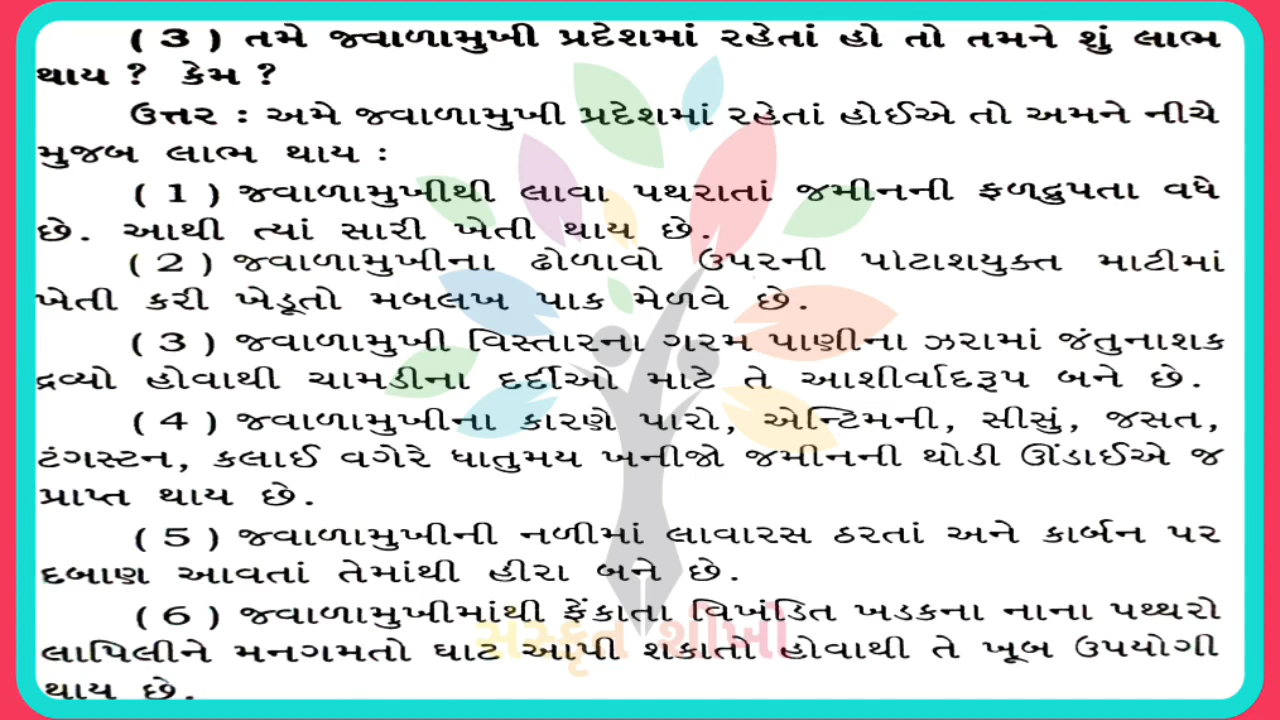 ( 3 ) તમે જ્વાળામુખી પ્રદેશમાં રહેતાં હો તો તમને શું લાભ
થાય ? કેમ ?
ઉત્તર : અમે જ્વાળામુખી પ્રદેશમાં રહેતાં હોઈએ તો અમને નીચે
મુજબ લાભ થાય :
( 1 ) જ્વાળામુખીથી લાવા પથરાતાં જમીનની ફળદ્રુપતા વધે
છે. આથી ત્યાં સારી ખેતી થાય છે.
( 2 ) જ્વાળામુખીના ઢોળાવો ઉપરની પોટાશયુક્ત માટીમાં
ખેતી કરી ખેડૂતો મબલખ પાક મેળવે છે.
( 3 ) જ્વાળામુખી વિસ્તારના ગરમ પાણીના ઝરામાં જંતુનાશક
દ્રવ્યો હોવાથી ચામડીના દર્દીઓ માટે તે આશીર્વાદરૂપ બને છે.
( 4 ) જ્વાળામુખીના કારણે પારો, એન્ટિમની, સીસું, જસત,
ટંગસ્ટન, કલાઈ વગેરે ધાતુમય ખનીજો જમીનની થોડી ઊંડાઈએ જ
પ્રાપ્ત થાય છે.
( 5 ) જ્વાળામુખીની નળીમાં લાવારસ ઠરતાં અને કાર્બન પર
દબાણ આવતાં તેમાંથી હીરા બને છે.
( 6 ) જ્વાળામુખીમાંથી ફેંકાતા વિખંડિત ખડકના નાના પથ્થરો
લાપિલીને મનગમતો ઘાટ આપી શકાતો હોવાથી તે ખૂબ ઉપયોગી
થાય છે.
સંસ્કૃત શીખો